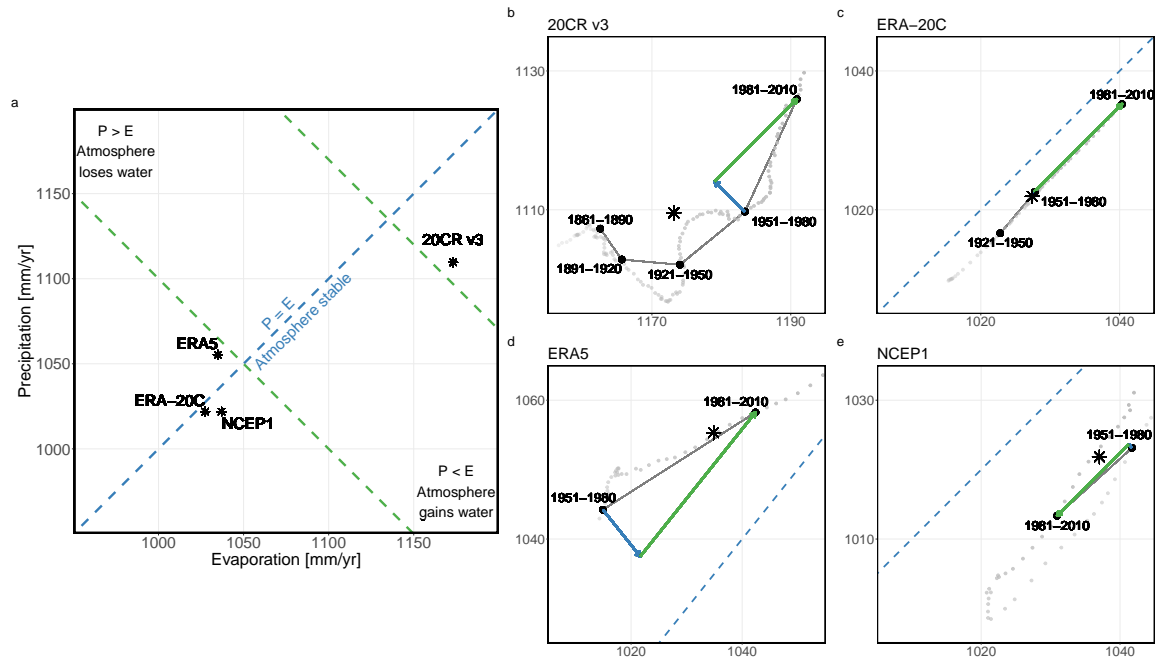 a
P > E
Atmosphere
loses water
20CR v3
P = E
Atmosphere stable
ERA5
ERA−20C
NCEP1
P < E
Atmosphere
gains water
1150
1100
1050
1000
Precipitation [mm/yr]
1000
1050
1100
1150
Evaporation [mm/yr]
b
20CR v3
1130
1110
1981−2010
1951−1980
1861−1890
1891−1920
1921−1950
1170
1190
c
ERA−20C
1040
1020
1981−2010
1951−1980
1921−1950
1020
1040
d
ERA5
1060
1040
1981−2010
1951−1980
1020
1040
e
NCEP1
1030
1010
1951−1980
1981−2010
1020
1040